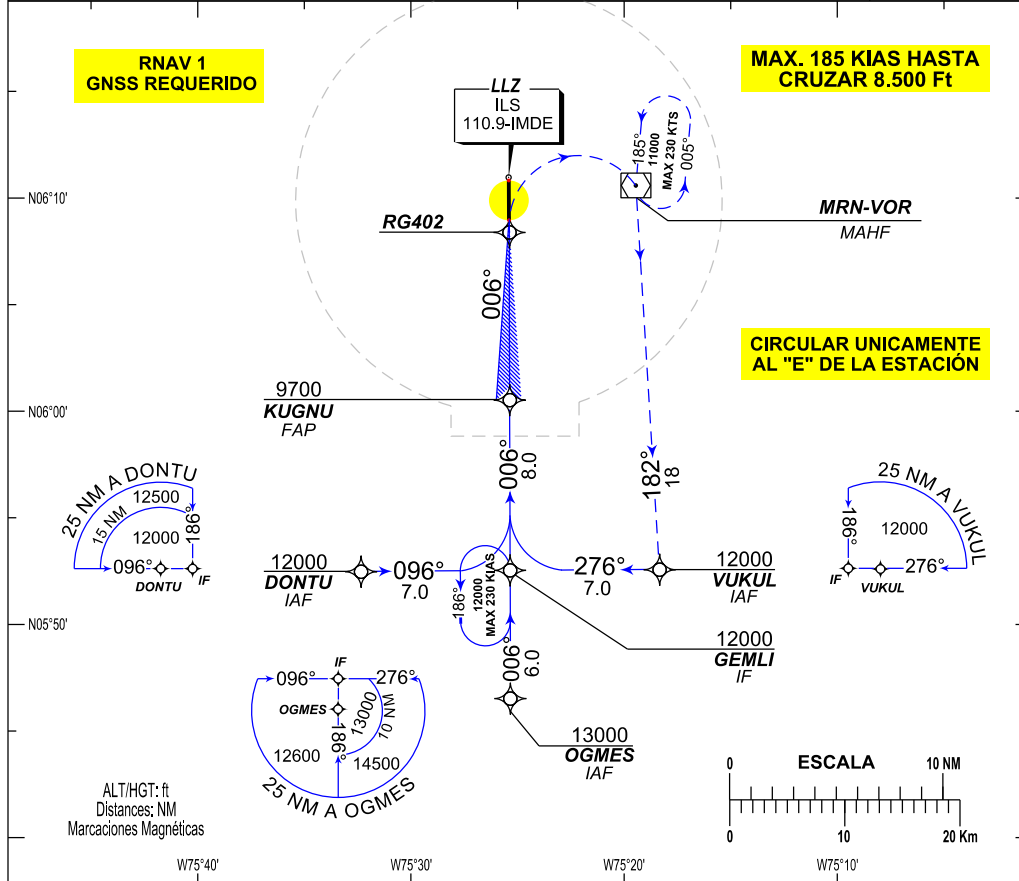 RNAV 1
GNSS REQUERIDO
MAX. 185 KIAS HASTA
CRUZAR 8.500 Ft
LLZ
ILS
110.9-IMDE
185°
11000
MAX 230 KTS
005°
N06°10'
RG402
MRN-VOR
MAHF
006°
CIRCULAR UNICAMENTE
AL "E" DE LA ESTACIÓN
9700
KUGNU
FAP
N06°00'
006°
8.0
182°
18
25 NM A DONTU
12500
15 NM
12000
186°
096°
DONTU
IF
12000
DONTU
IAF
096°
7.0
186°
12000
MAX 230 KIAS
276°
7.0
12000
VUKUL
IAF
25 NM A VUKUL
186°
12000
IF
276°
VUKUL
N05°50'
12000
GEMLI
IF
006°
6.0
IF
096°
276°
OGMES
13000
10 NM
186°
12600
14500
25 NM A OGMES
13000
OGMES
IAF
ALT/HGT: ft
Distances: NM
Marcaciones Magnéticas
0
ESCALA
10 NM
0
10
20 Km
W75°40'
W75°30'
W75°20'
W75°10'